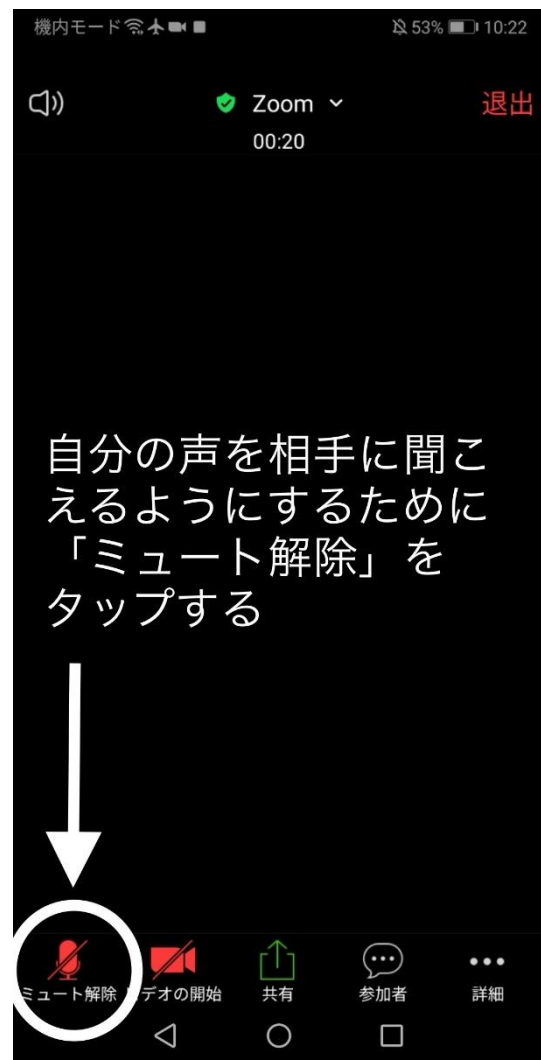 機内モード 53% 10:22
Zoom 退出
00:20
自分の声を相手に聞こ
えるようにするために
「ミュート解除」を
タップする
ミュート解除 デオの開始 共有 参加者 詳細